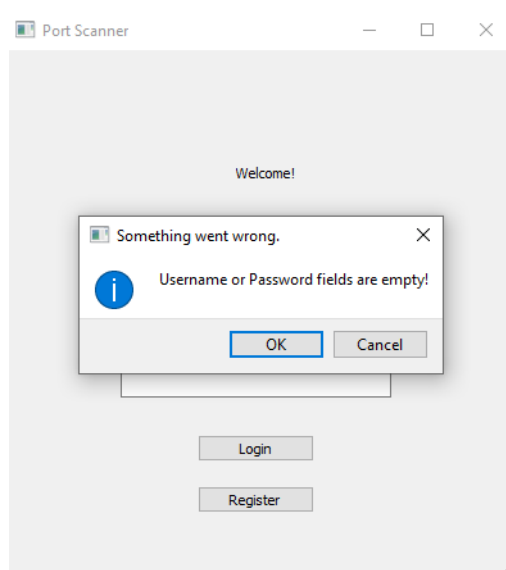 Port Scanner
Welcome!
Something went wrong.
Username or Password fields are empty!
OK
Cancel
Login
Register